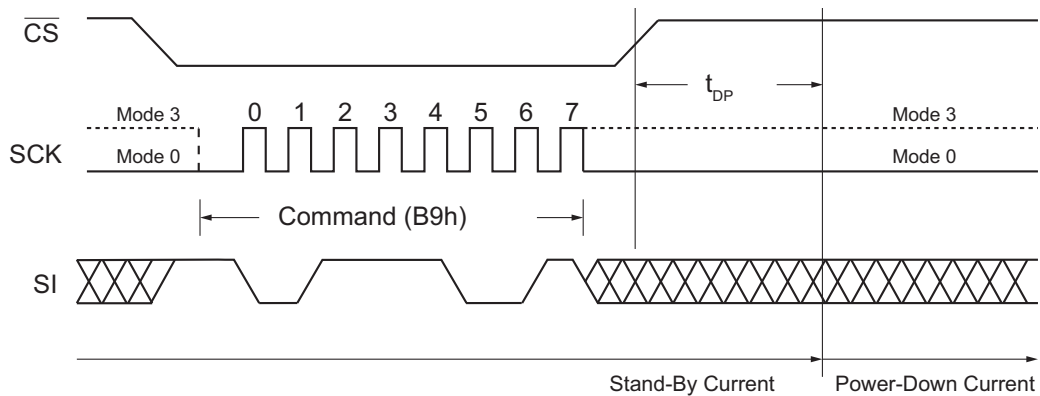 C̅S̅
t_DP
Mode 3
0 1 2 3 4 5 6 7
Mode 3
SCK
Mode 0
Mode 0
Command (B9h)
SI
Stand-By Current
Power-Down Current